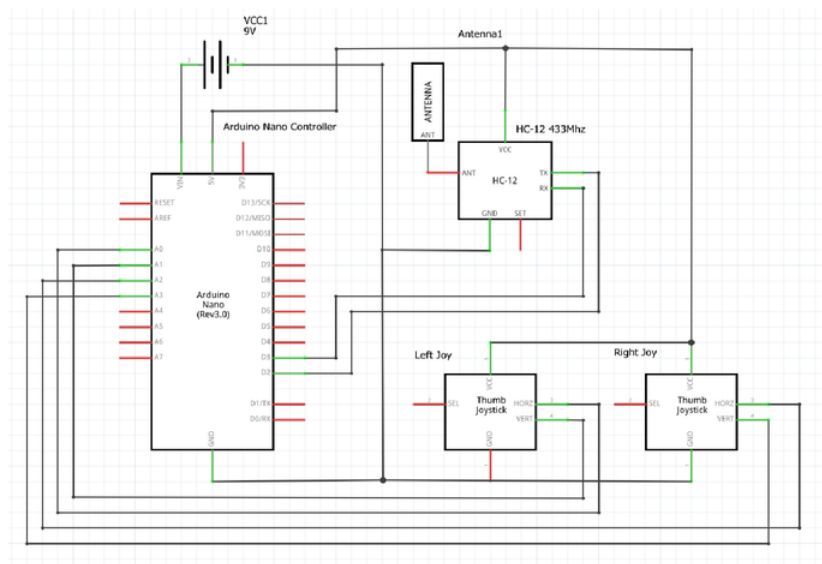 VCC1
9V
Antenna1
ANTENNA
ANT
Arduino Nano Controller
HC-12 433Mhz
VCC
ANT
HC-12
TX
RX
GND
SET
VIN
5V
3V3
RESET
AREF
A0
A1
A2
A3
A4
A5
A6
A7
Arduino
Nano
(Rev3.0)
D13/SCK
D12/MISO
D11/MOSI
D10
D9
D8
D7
D6
D5
D4
D3
D2
D1/TX
D0/RX
GND
Left Joy
VCC
SEL
Thumb
Joystick
HORZ
VERT
GND
Right Joy
VCC
SEL
Thumb
Joystick
HORZ
VERT
GND